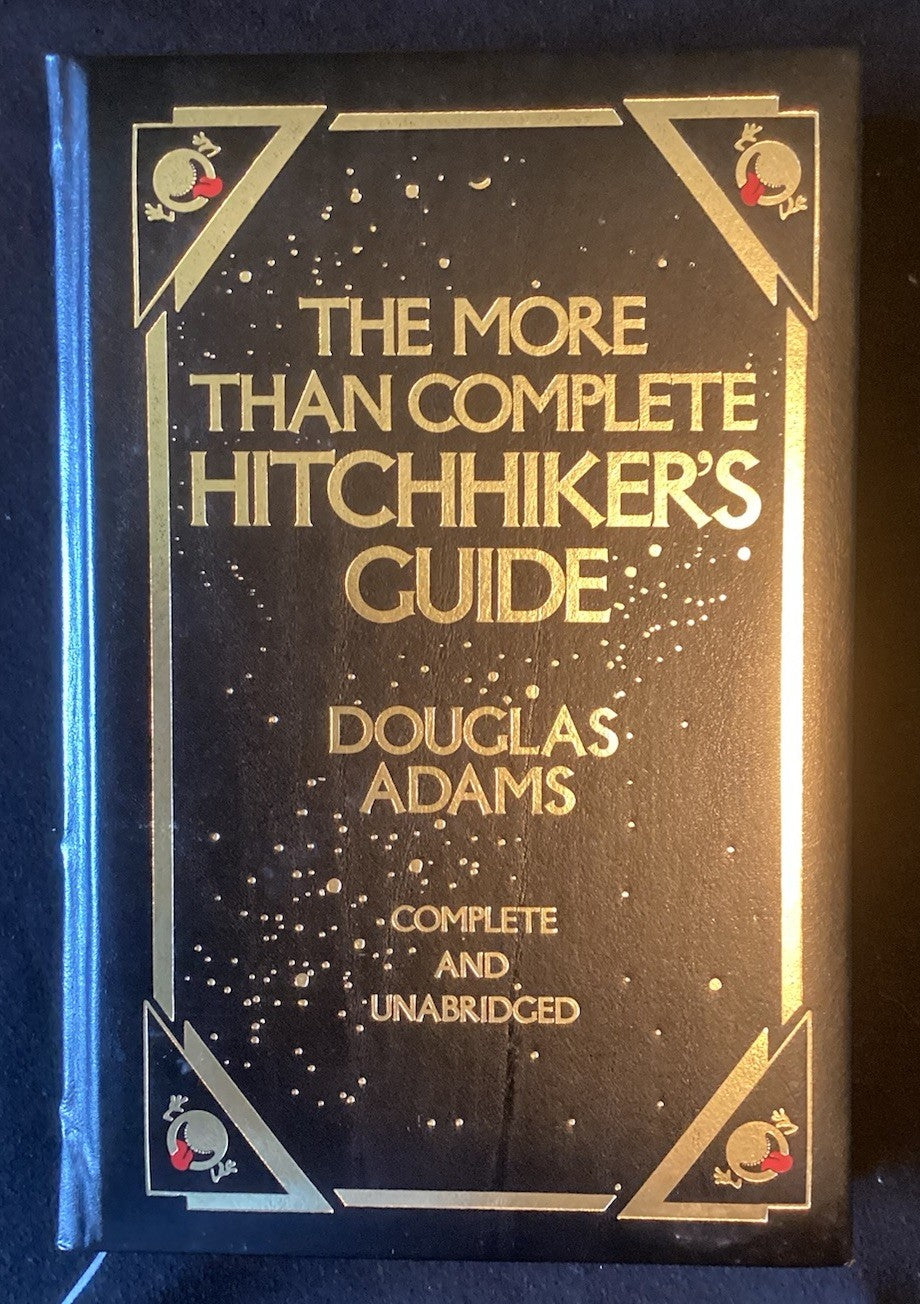 THE MORE
THAN COMPLETE
HITCHHIKER'S
GUIDE
DOUGLAS
ADAMS
COMPLETE
AND
UNABRIDGED